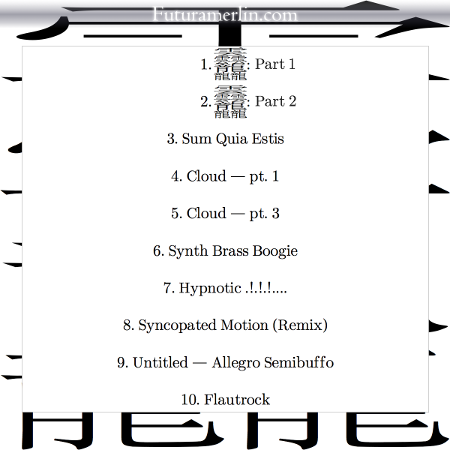 Futuramerlin.com
1. 𱁬: Part 1
2. 𱁬: Part 2
3. Sum Quia Estis
4. Cloud — pt. 1
5. Cloud — pt. 3
6. Synth Brass Boogie
7. Hypnotic .!.!.!....
8. Syncopated Motion (Remix)
9. Untitled — Allegro Semibuffo
10. Flautrock